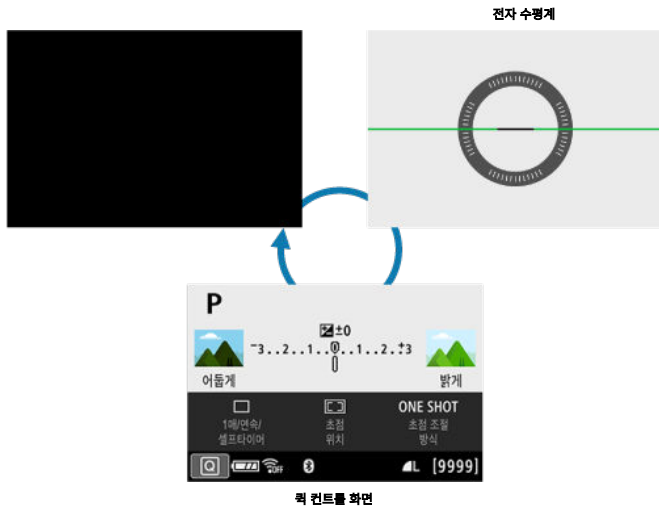 전자 수평계
P
±0
-3..2..1..0..1..2.+3
어둡게
밝게
1매/연속/
셀프타이머
초점
위치
ONE SHOT
초점 조절
방식
Q
OFF
L
[9999]
퀵 컨트롤 화면